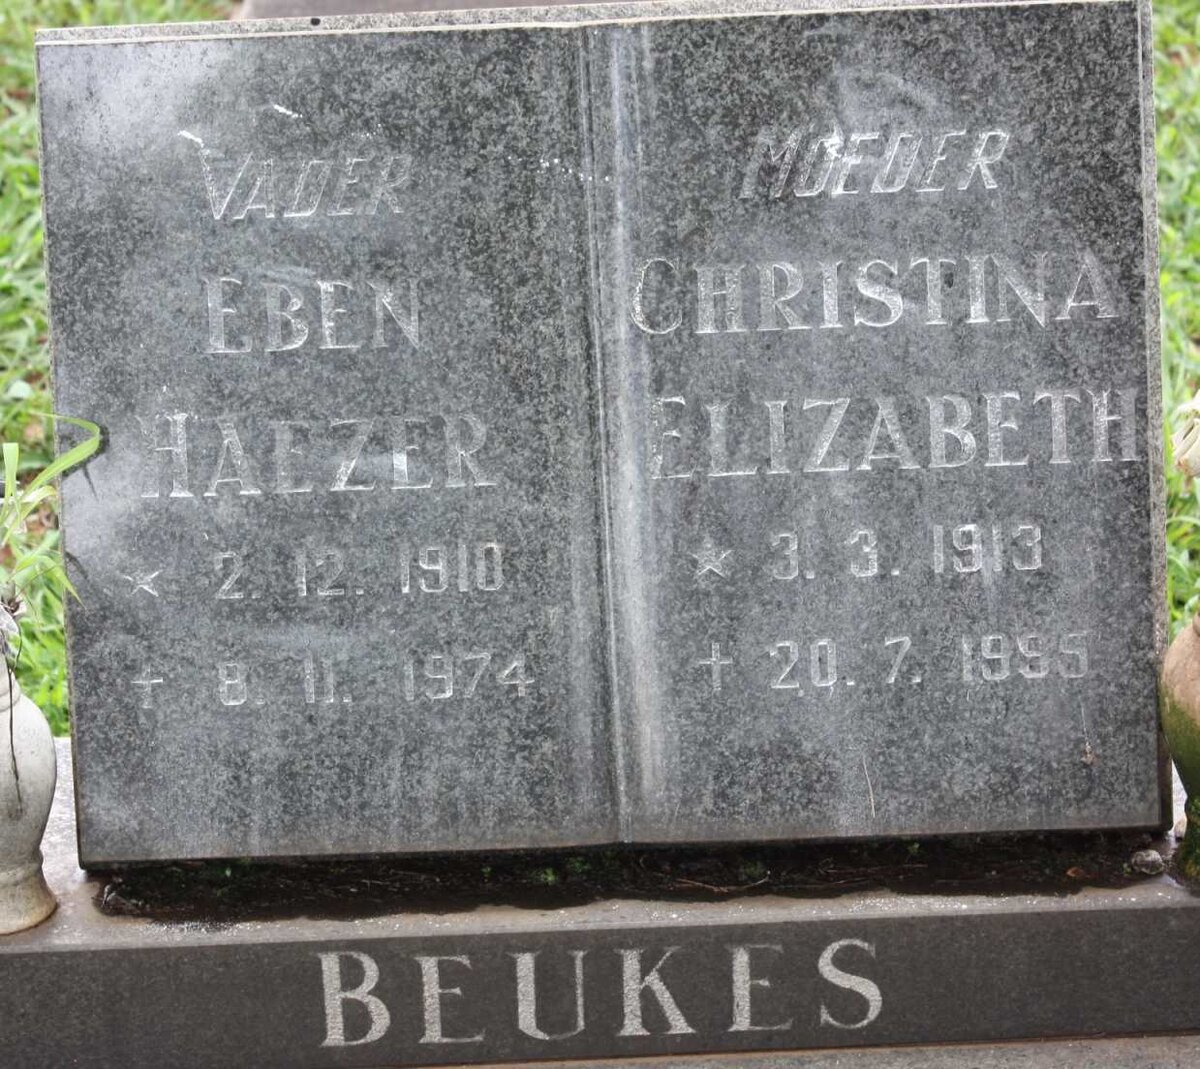 VADER
EBEN
HAEZER
★ 2. 12. 1910
† 8. 11. 1974
MOEDER
CHRISTINA
ELIZABETH
★ 3. 3. 1913
† 20. 7. 1995
BEUKES